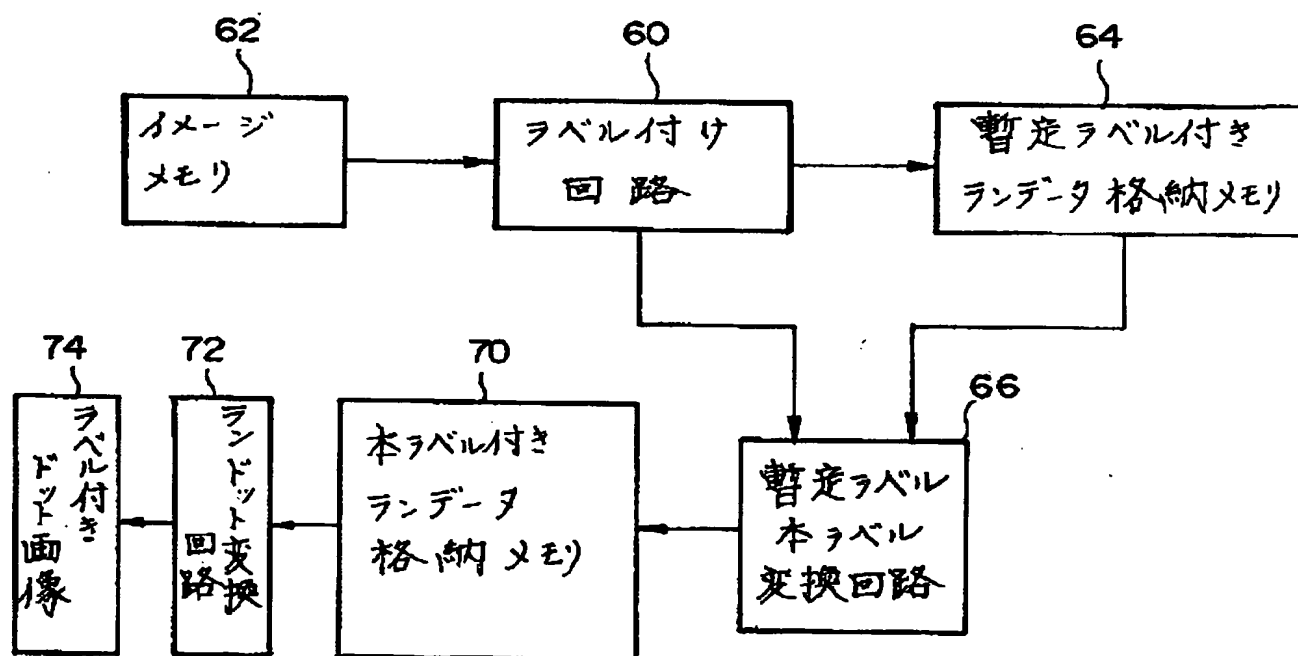 62
イメージ
メモリ
60
ラベル付け
回路
64
暫定ラベル付き
ランデータ格納メモリ
74
ラベル付き
ドット画像
72
ランドット変換
回路
70
本ラベル付き
ランデータ
格納メモリ
66
暫定ラベル
本ラベル
変換回路